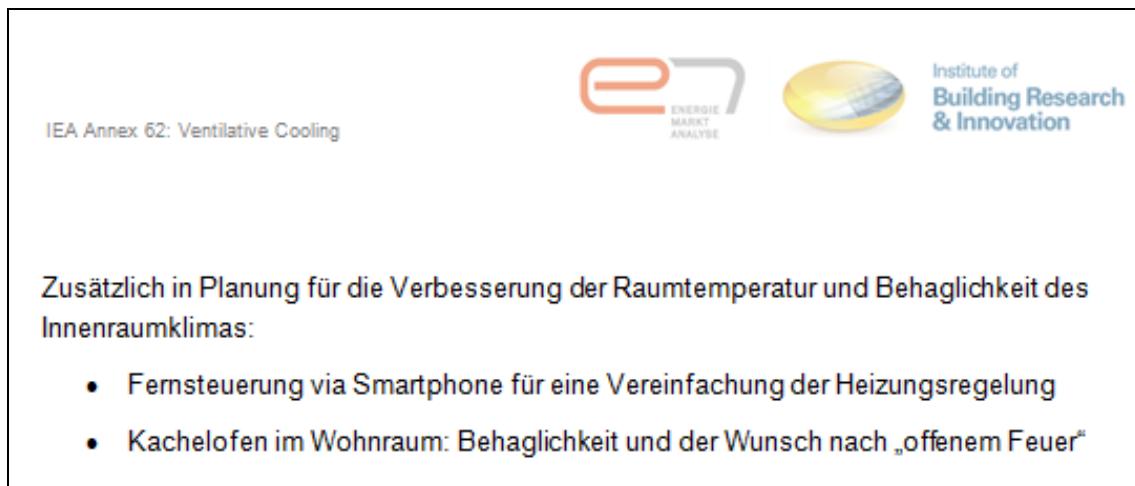 IEA Annex 62: Ventilative Cooling
e7
ENERGIE
MARKT
ANALYSE
Institute of
Building Research
& Innovation
Zusätzlich in Planung für die Verbesserung der Raumtemperatur und Behaglichkeit des
Innenraumklimas:
• Fernsteuerung via Smartphone für eine Vereinfachung der Heizungsregelung
• Kachelofen im Wohnraum: Behaglichkeit und der Wunsch nach „offenem Feuer“